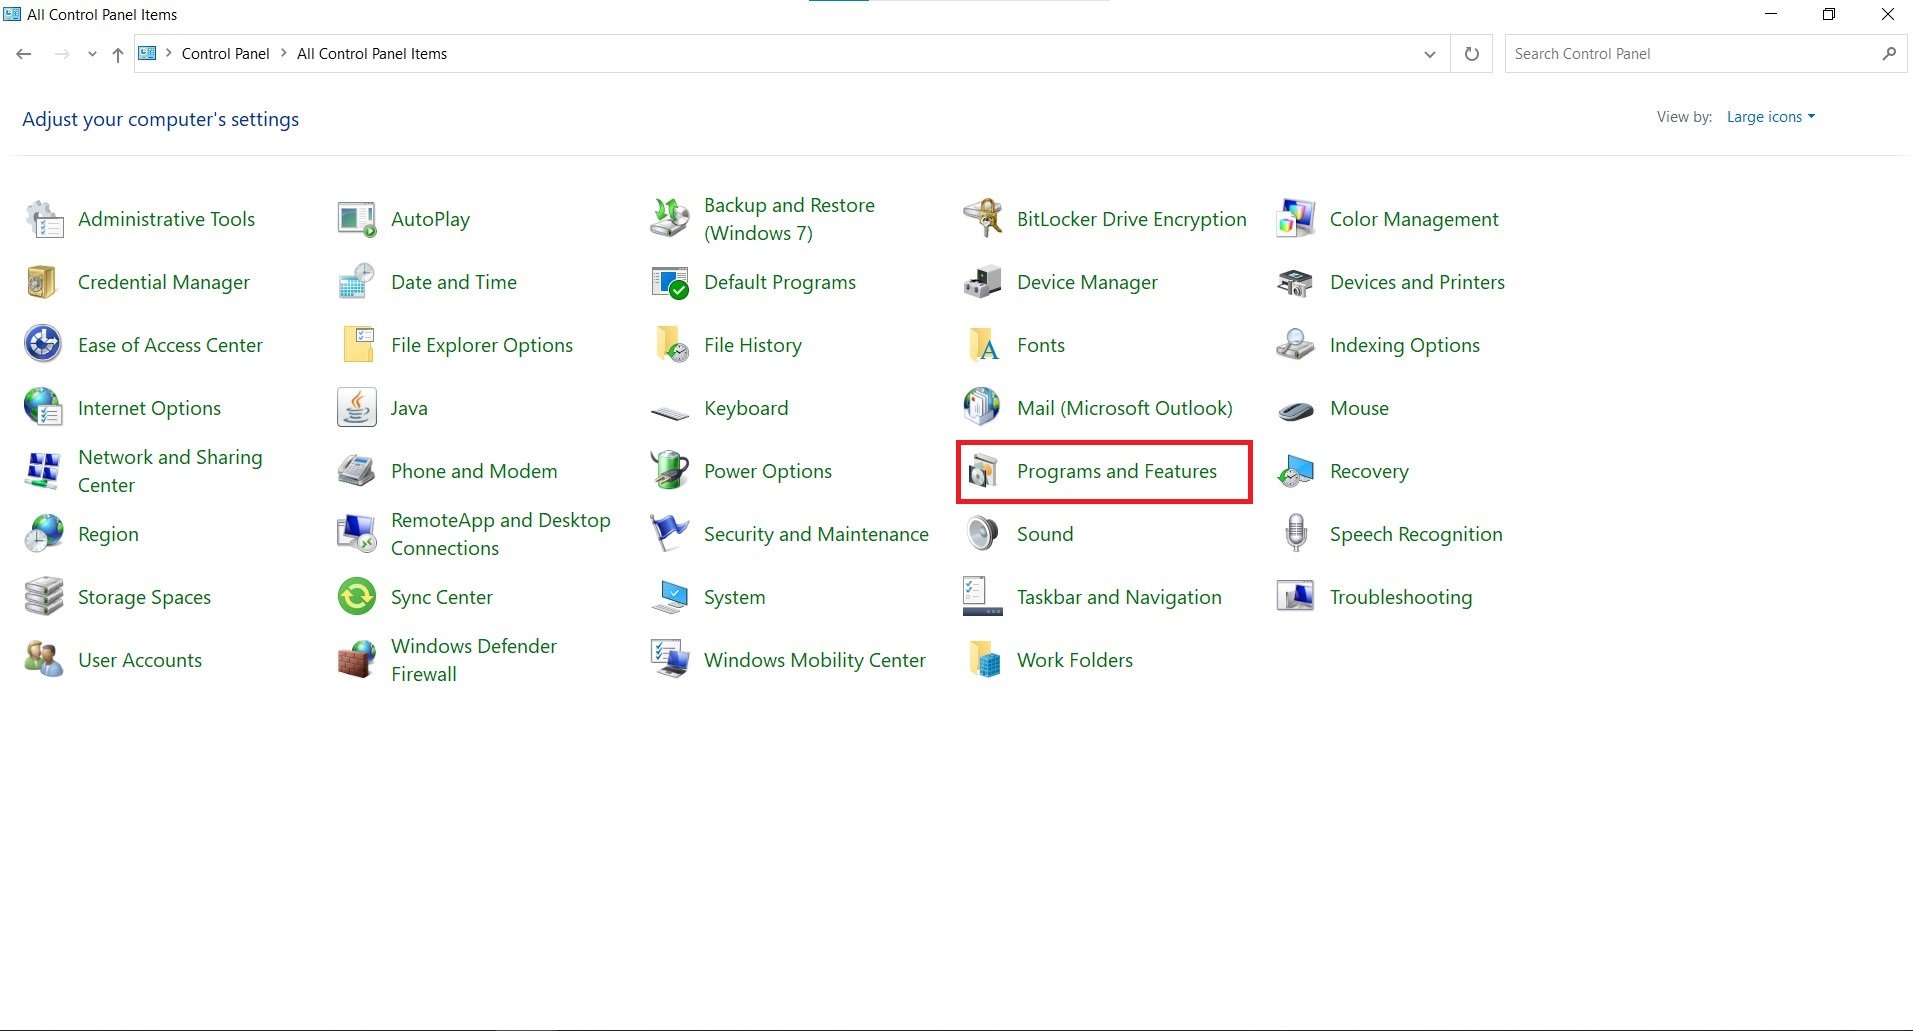 All Control Panel Items
Control Panel > All Control Panel Items
Search Control Panel
Adjust your computer's settings
View by: Large icons
Administrative Tools
AutoPlay
Backup and Restore
(Windows 7)
BitLocker Drive Encryption
Color Management
Credential Manager
Date and Time
Default Programs
Device Manager
Devices and Printers
Ease of Access Center
File Explorer Options
File History
Fonts
Indexing Options
Internet Options
Java
Keyboard
Mail (Microsoft Outlook)
Mouse
Network and Sharing
Center
Phone and Modem
Power Options
Programs and Features
Recovery
Region
RemoteApp and Desktop
Connections
Security and Maintenance
Sound
Speech Recognition
Storage Spaces
Sync Center
System
Taskbar and Navigation
Troubleshooting
User Accounts
Windows Defender
Firewall
Windows Mobility Center
Work Folders